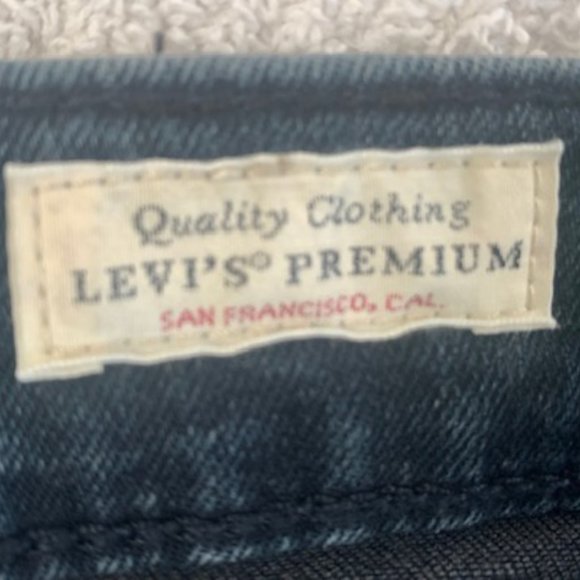 Quality Clothing
LEVI'S® PREMIUM
SAN FRANCISCO, CAL.